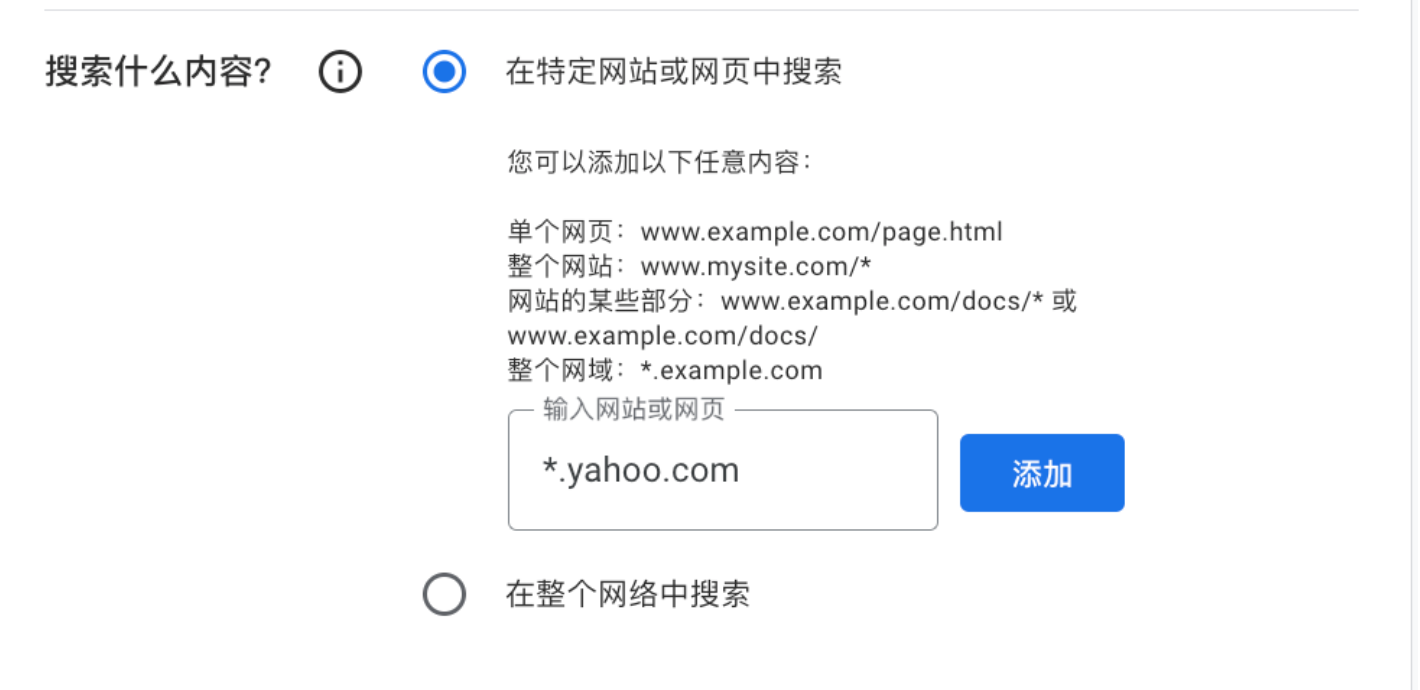 搜索什么内容?
在特定网站或网页中搜索
您可以添加以下任意内容：
单个网页：www.example.com/page.html
整个网站：www.mysite.com/*
网站的某些部分：www.example.com/docs/* 或
www.example.com/docs/
整个网域：*.example.com
输入网站或网页
*.yahoo.com
添加
在整个网络中搜索